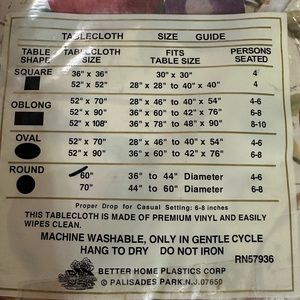 TABLECLOTH SIZE GUIDE
TABLE SHAPE TABLECLOTH SIZE FITS TABLE SIZE PERSONS SEATED
SQUARE 36" x 36" 30" x 30" 4
52" x 52" 28" x 28" to 40" x 40" 4
OBLONG 52" x 70" 28" x 46" to 40" x 54" 4-6
52" x 90" 36" x 60" to 42" x 76" 6-8
52" x 108" 36" x 78" to 48" x 90" 8-10
OVAL 52" x 70" 28" x 46" to 40" x 54" 4-6
52" x 90" 36" x 60" to 42" x 76" 6-8
ROUND 60" 36" to 44" Diameter 4-6
70" 44" to 60" Diameter 6-8
Proper Drop for Casual Setting: 6-8 inches
THIS TABLECLOTH IS MADE OF PREMIUM VINYL AND EASILY
WIPES CLEAN.
MACHINE WASHABLE, ONLY IN GENTLE CYCLE
HANG TO DRY DO NOT IRON
RN57936
BETTER HOME PLASTICS CORP
© PALISADES PARK.N.J.07650